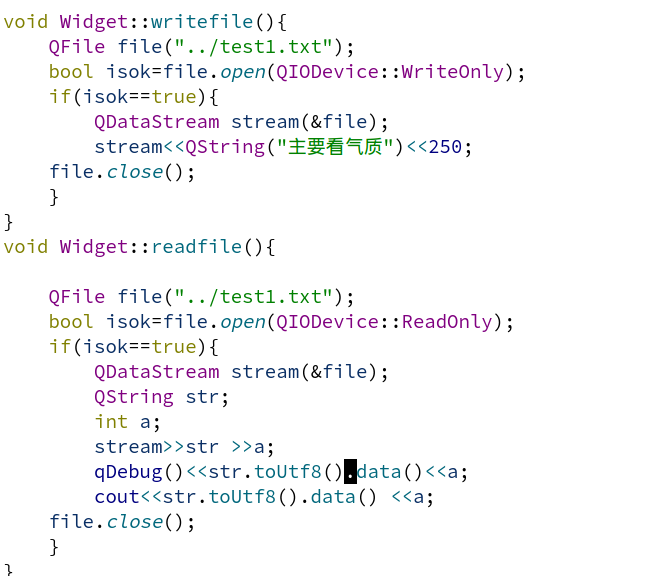 void Widget::writefile(){
    QFile file("../test1.txt");
    bool isok=file.open(QIODevice::WriteOnly);
    if(isok==true){
        QDataStream stream(&file);
        stream<<QString("主要看气质")<<250;
    file.close();
    }
}
void Widget::readfile(){

    QFile file("../test1.txt");
    bool isok=file.open(QIODevice::ReadOnly);
    if(isok==true){
        QDataStream stream(&file);
        QString str;
        int a;
        stream>>str >>a;
        qDebug()<<str.toUtf8().data()<<a;
        cout<<str.toUtf8().data() <<a;
    file.close();
    }
}